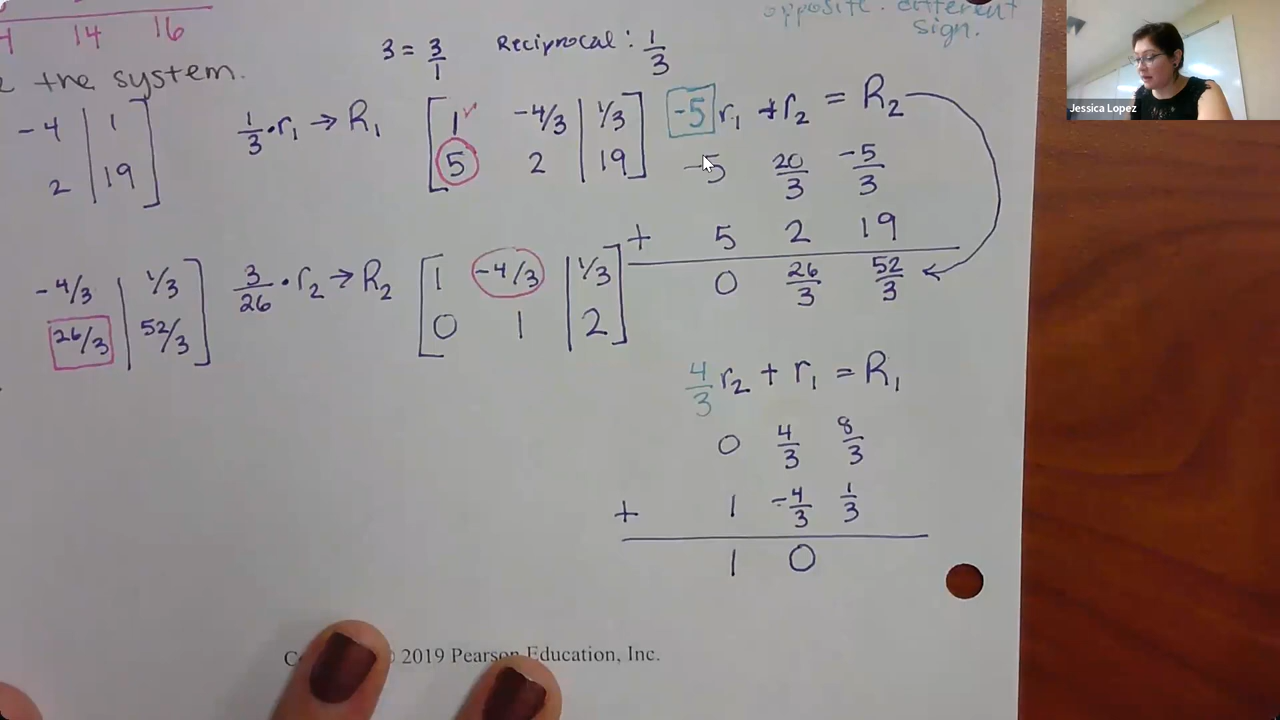 14 16
opposite. different
sign.
3 = 3/1 Reciprocal: 1/3
the system.
-4 | 1
2 | 19
1/3 · r₁ → R₁
1 -4/3 | 1/3
5 2 | 19
-5 r₁ + r₂ = R₂
-5 20/3 -5/3
+ 5 2 19
0 26/3 52/3
-4/3 | 1/3
26/3 | 52/3
3/26 · r₂ → R₂
1 -4/3 | 1/3
0 1 | 2
4/3 r₂ + r₁ = R₁
0 4/3 8/3
+ 1 -4/3 1/3
1 0
2019 Pearson Education, Inc.
Jessica Lopez